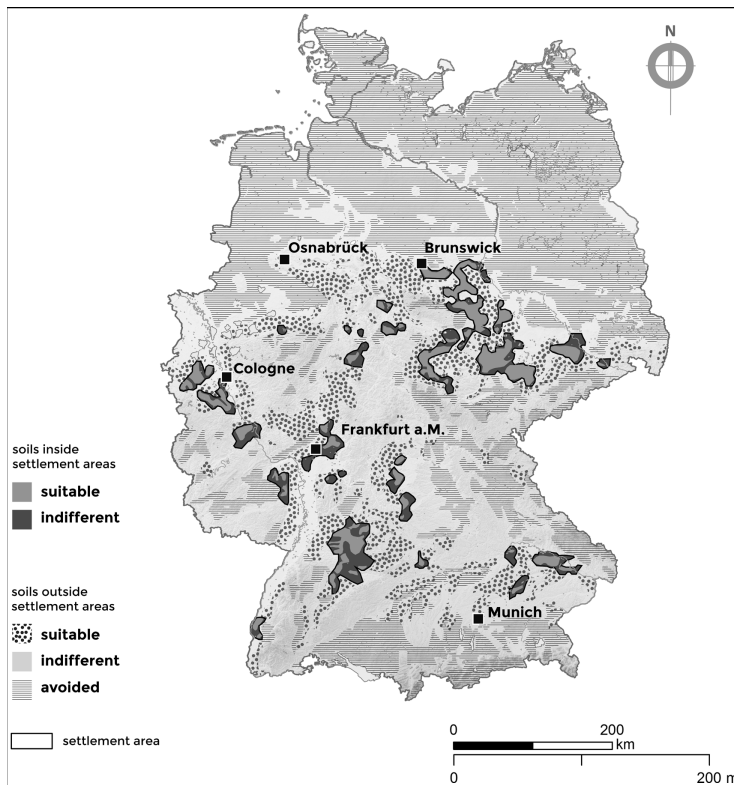 N
Osnabrück
Brunswick
Cologne
Frankfurt a.M.
Munich
soils inside
settlement areas
suitable
indifferent
soils outside
settlement areas
suitable
indifferent
avoided
settlement area
0 200
km
0 200 m